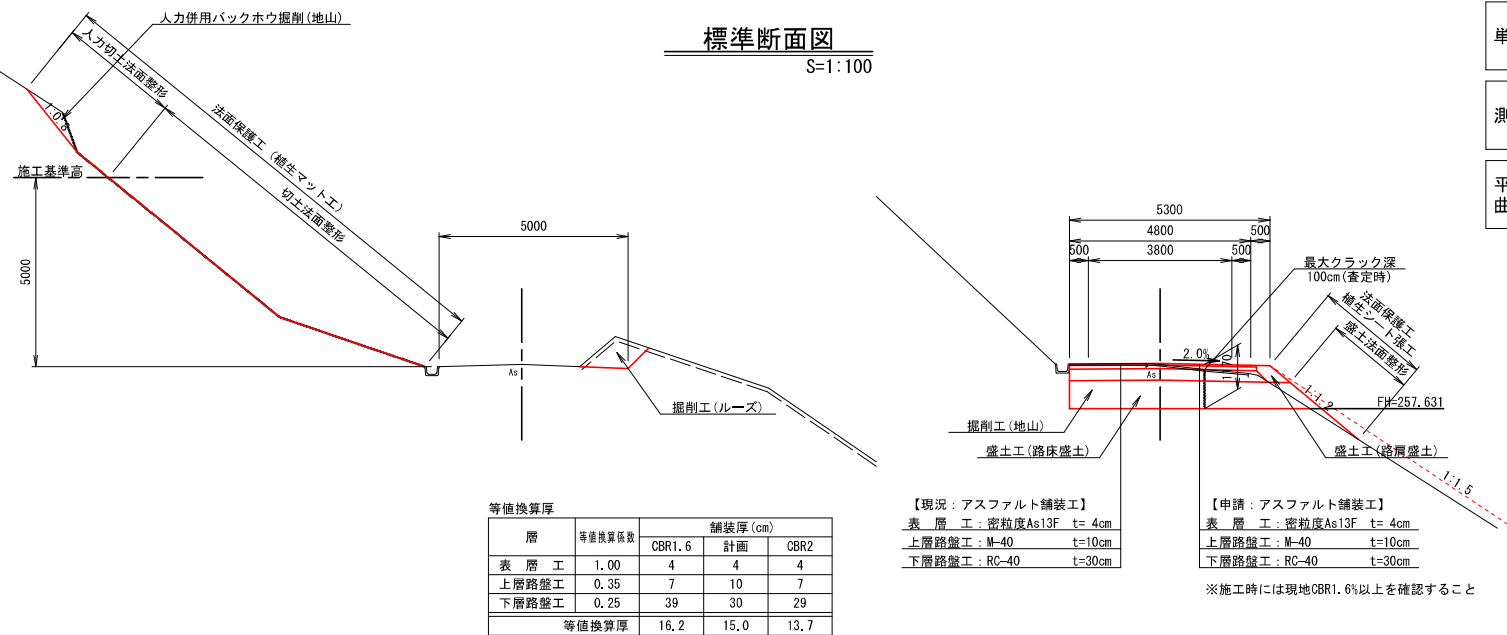 標準断面図
S=1:100
人力併用バックホウ掘削(地山)
人力切土法面整形
1:0.8
法面保護工 (植生マット工)
切土法面整形
施工基準高
5000
5000
As
掘削工(ルーズ)
単
測
平
曲
5300
4800
500
500
3800
500
最大クラック深
100cm(査定時)
法面保護工
植生シート張工
盛土法面整形
2.0%
As
1:1.2
FH=257.631
掘削工(地山)
盛土工(路床盛土)
盛土工(路肩盛土)
1:1.5
【現況：アスファルト舗装工】
表 層 工：密粒度As13F t= 4cm
上層路盤工：M-40 t=10cm
下層路盤工：RC-40 t=30cm
【申請：アスファルト舗装工】
表 層 工：密粒度As13F t= 4cm
上層路盤工：M-40 t=10cm
下層路盤工：RC-40 t=30cm
※施工時には現地CBR1.6%以上を確認すること
等値換算厚
層 等値換算係数 舗装厚(cm)
CBR1.6 計画 CBR2
表 層 工 1.00 4 4 4
上層路盤工 0.35 7 10 7
下層路盤工 0.25 39 30 29
等値換算厚 16.2 15.0 13.7